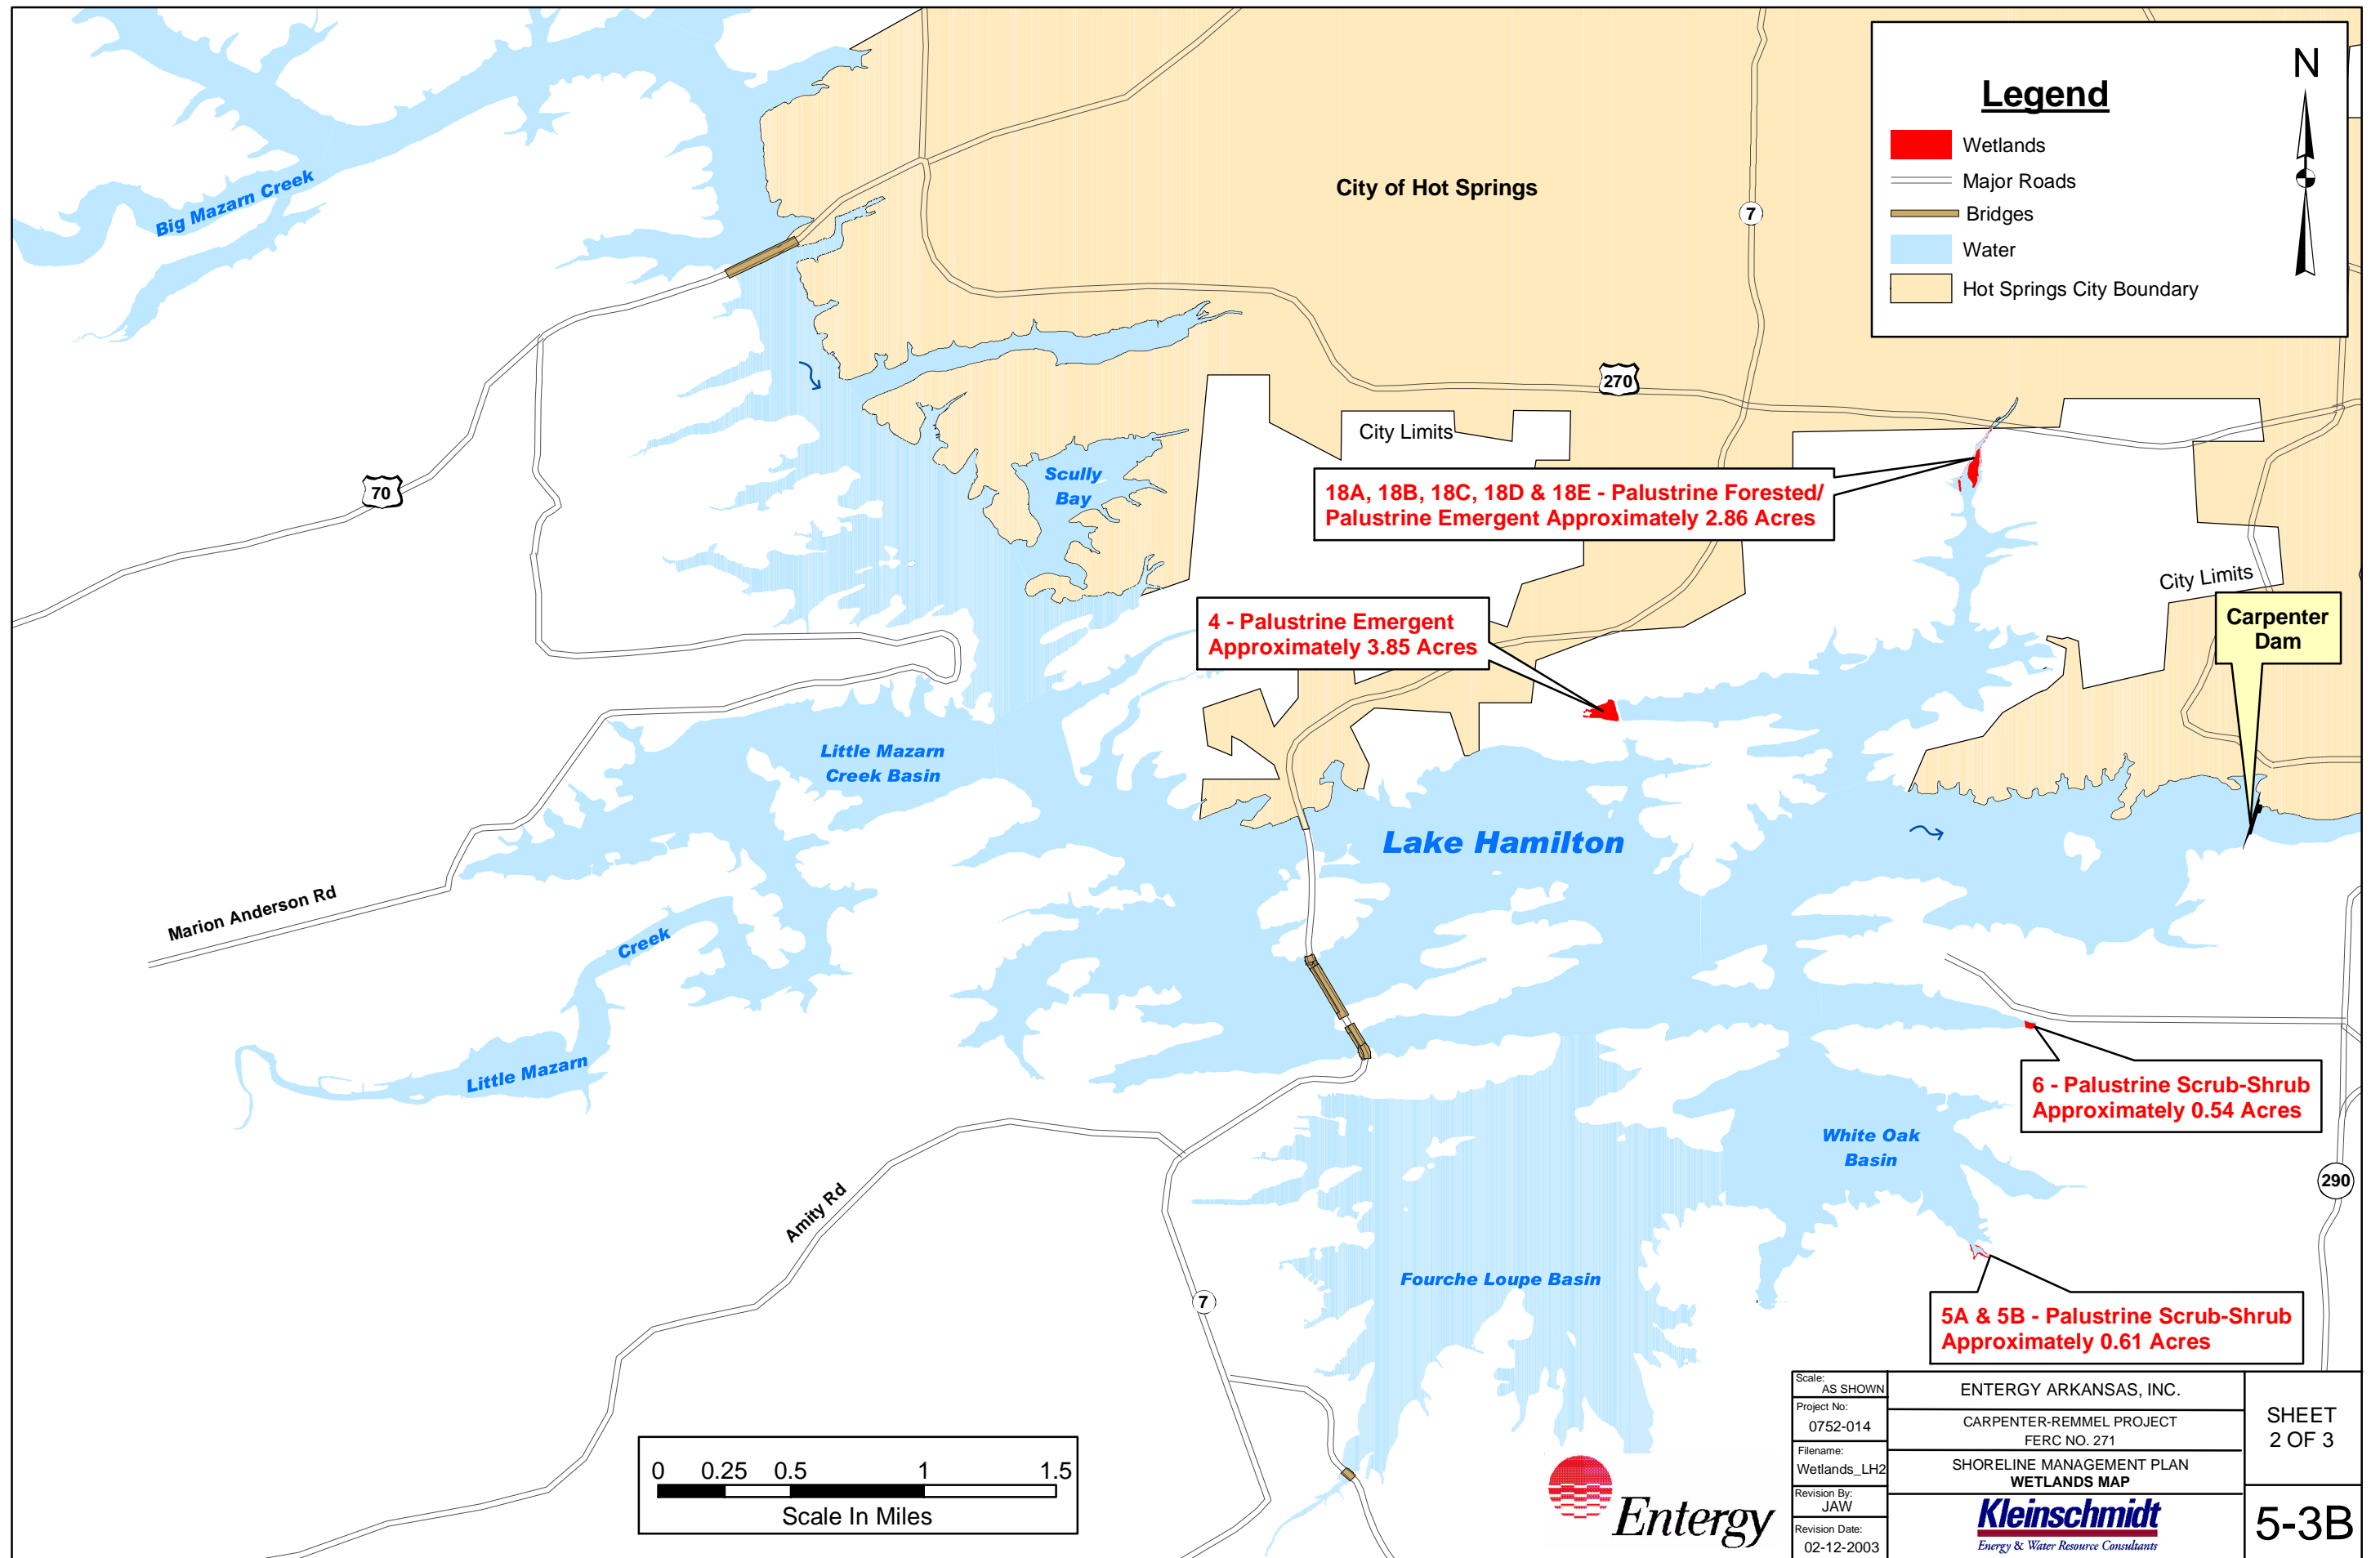 Legend
N
Wetlands
Major Roads
Bridges
Water
Hot Springs City Boundary
Big Mazarn Creek
City of Hot Springs
7
270
City Limits
70
Scully
Bay
18A, 18B, 18C, 18D & 18E - Palustrine Forested/
Palustrine Emergent Approximately 2.86 Acres
City Limits
4 - Palustrine Emergent
Approximately 3.85 Acres
Carpenter
Dam
Little Mazarn
Creek Basin
Lake Hamilton
Marion Anderson Rd
Creek
Little Mazarn
6 - Palustrine Scrub-Shrub
Approximately 0.54 Acres
White Oak
Basin
290
Amity Rd
Fourche Loupe Basin
7
5A & 5B - Palustrine Scrub-Shrub
Approximately 0.61 Acres
0 0.25 0.5 1 1.5
Scale In Miles
Entergy
Scale:
AS SHOWN
Project No:
0752-014
Filename:
Wetlands_LH2
Revision By:
JAW
Revision Date:
02-12-2003
ENTERGY ARKANSAS, INC.
CARPENTER-REMMEL PROJECT
FERC NO. 271
SHORELINE MANAGEMENT PLAN
WETLANDS MAP
Kleinschmidt
Energy & Water Resource Consultants
SHEET
2 OF 3
5-3B